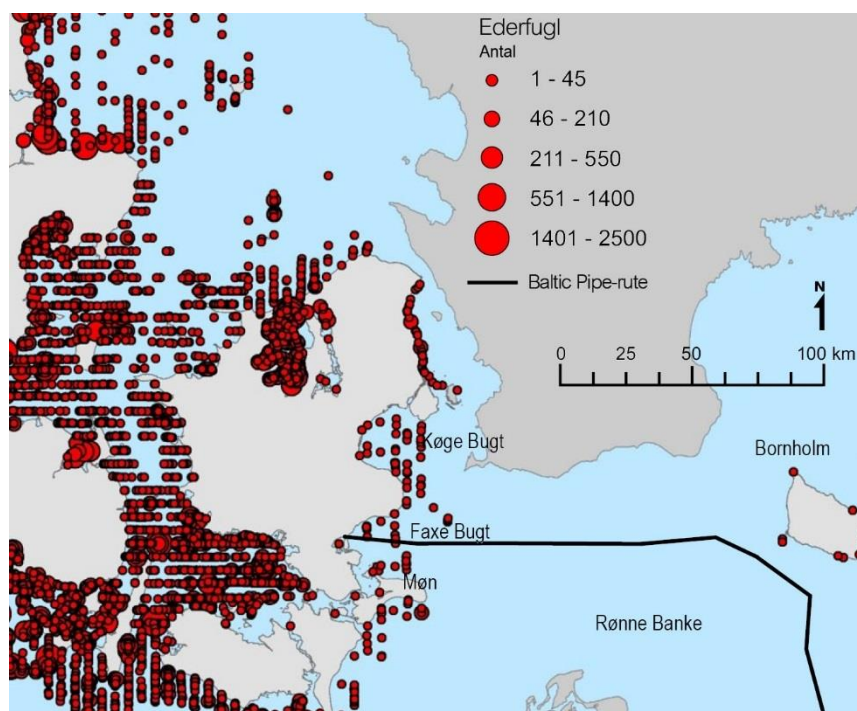 Ederfugl
Antal
1 - 45
46 - 210
211 - 550
551 - 1400
1401 - 2500
Baltic Pipe-rute
N
0 25 50 100 km
Køge Bugt
Bornholm
Faxe Bugt
Møn
Rønne Banke